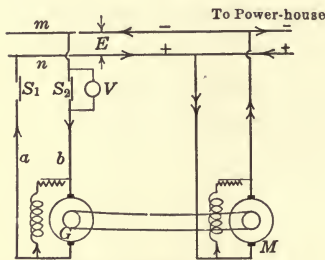 To Power-house
m
− −
E
n
+ +
S1 S2 V
a b
G M